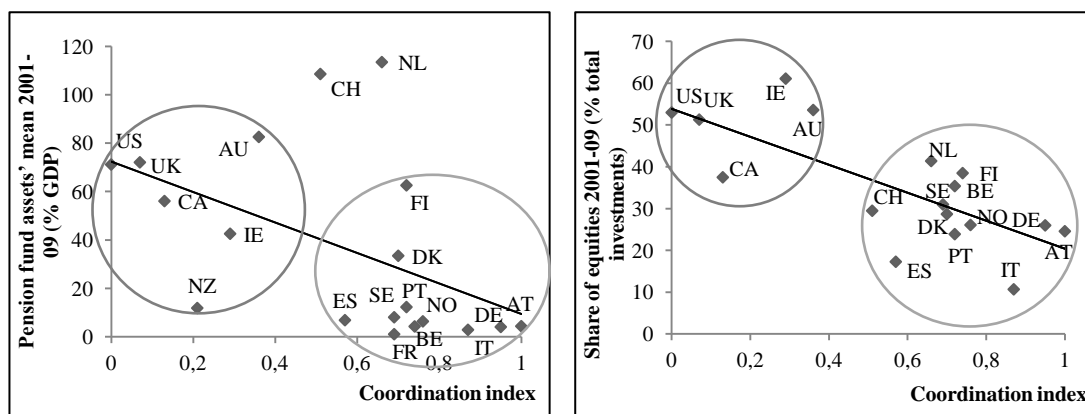 Pension fund assets' mean 2001-
09 (% GDP)
120
100
80
60
40
20
0
0
0,2
0,4
0,6
0,8
1
Coordination index
NL
CH
US
UK
AU
CA
IE
NZ
FI
DK
ES
SE
PT
NO
AT
DE
FR
BE
IT
Share of equities 2001-09 (% total
investments)
70
60
50
40
30
20
10
0
0
0,2
0,4
0,6
0,8
1
Coordination index
US
UK
IE
AU
CA
NL
FI
CH
SE
BE
DK
NO
DE
PT
AT
ES
IT